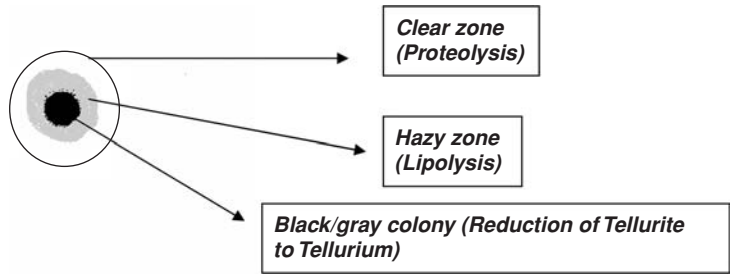 Clear zone
(Proteolysis)
Hazy zone
(Lipolysis)
Black/gray colony (Reduction of Tellurite
to Tellurium)